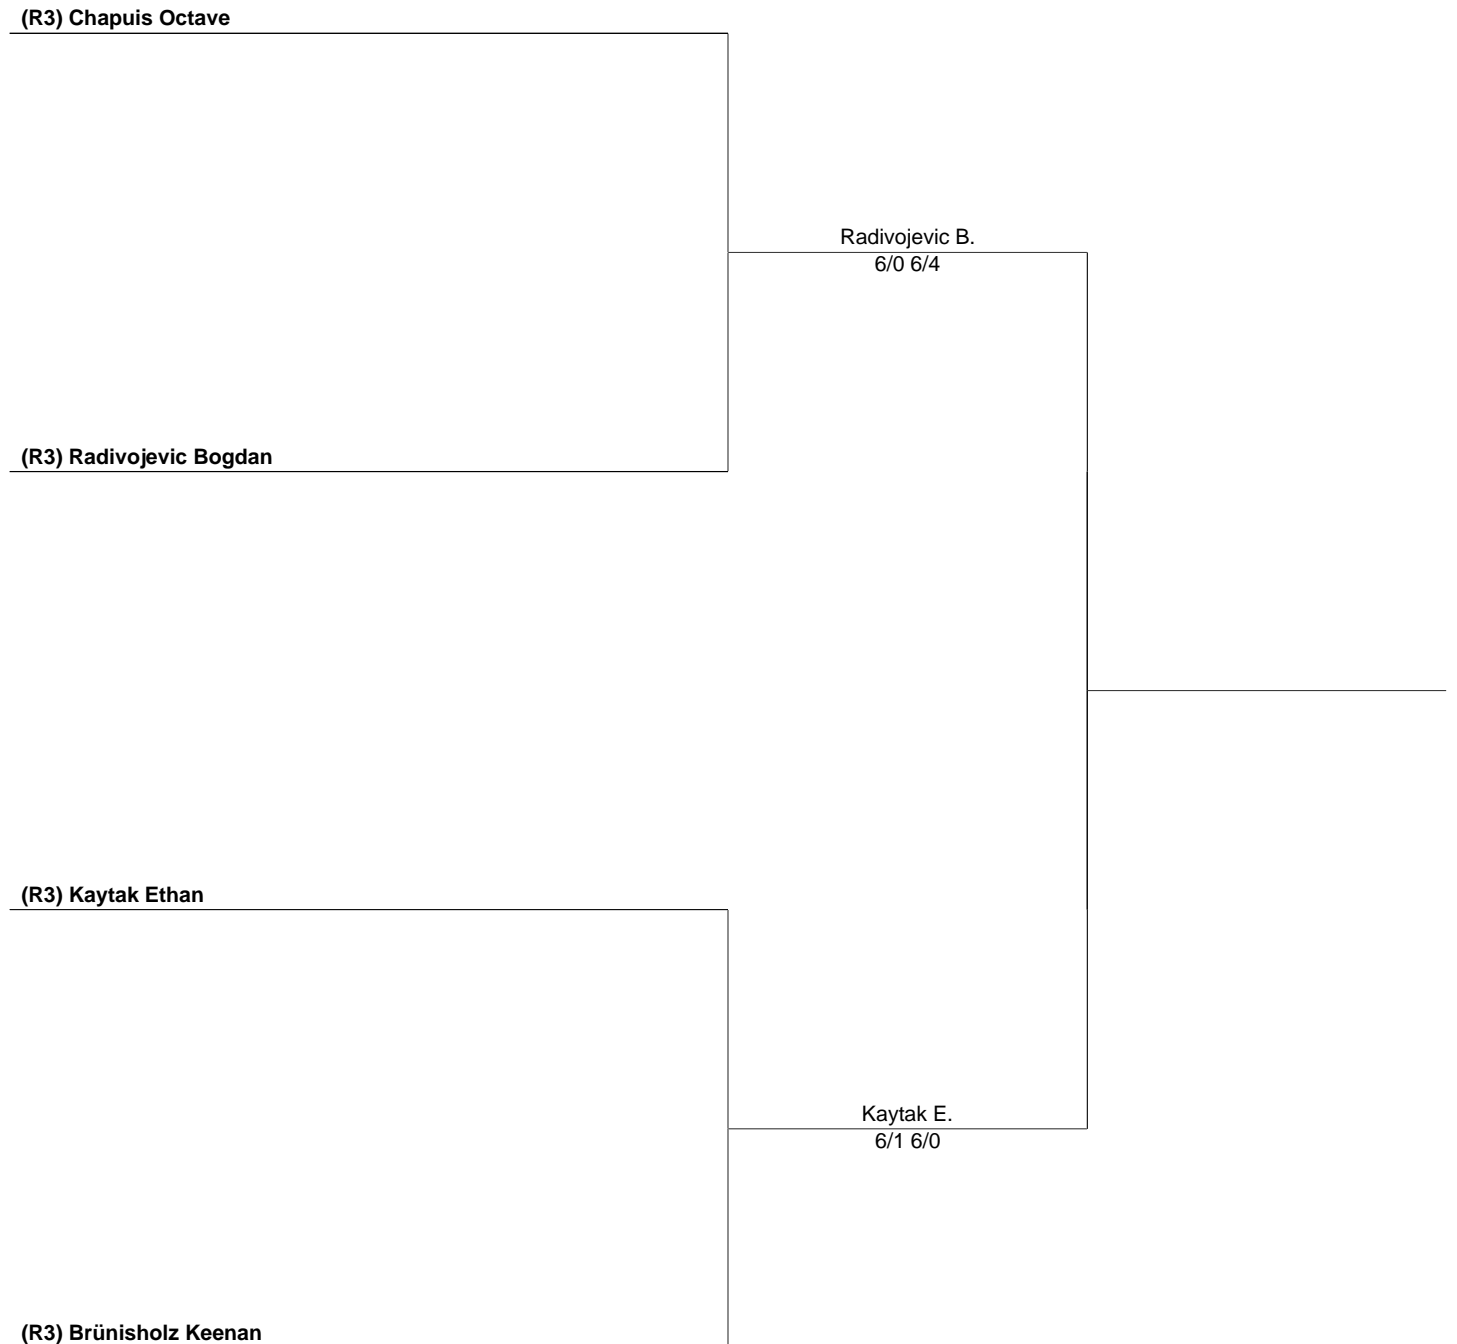 (R3) Chapuis Octave
Radivojevic B.
6/0 6/4
(R3) Radivojevic Bogdan
(R3) Kaytak Ethan
Kaytak E.
6/1 6/0
(R3) Brünisholz Keenan